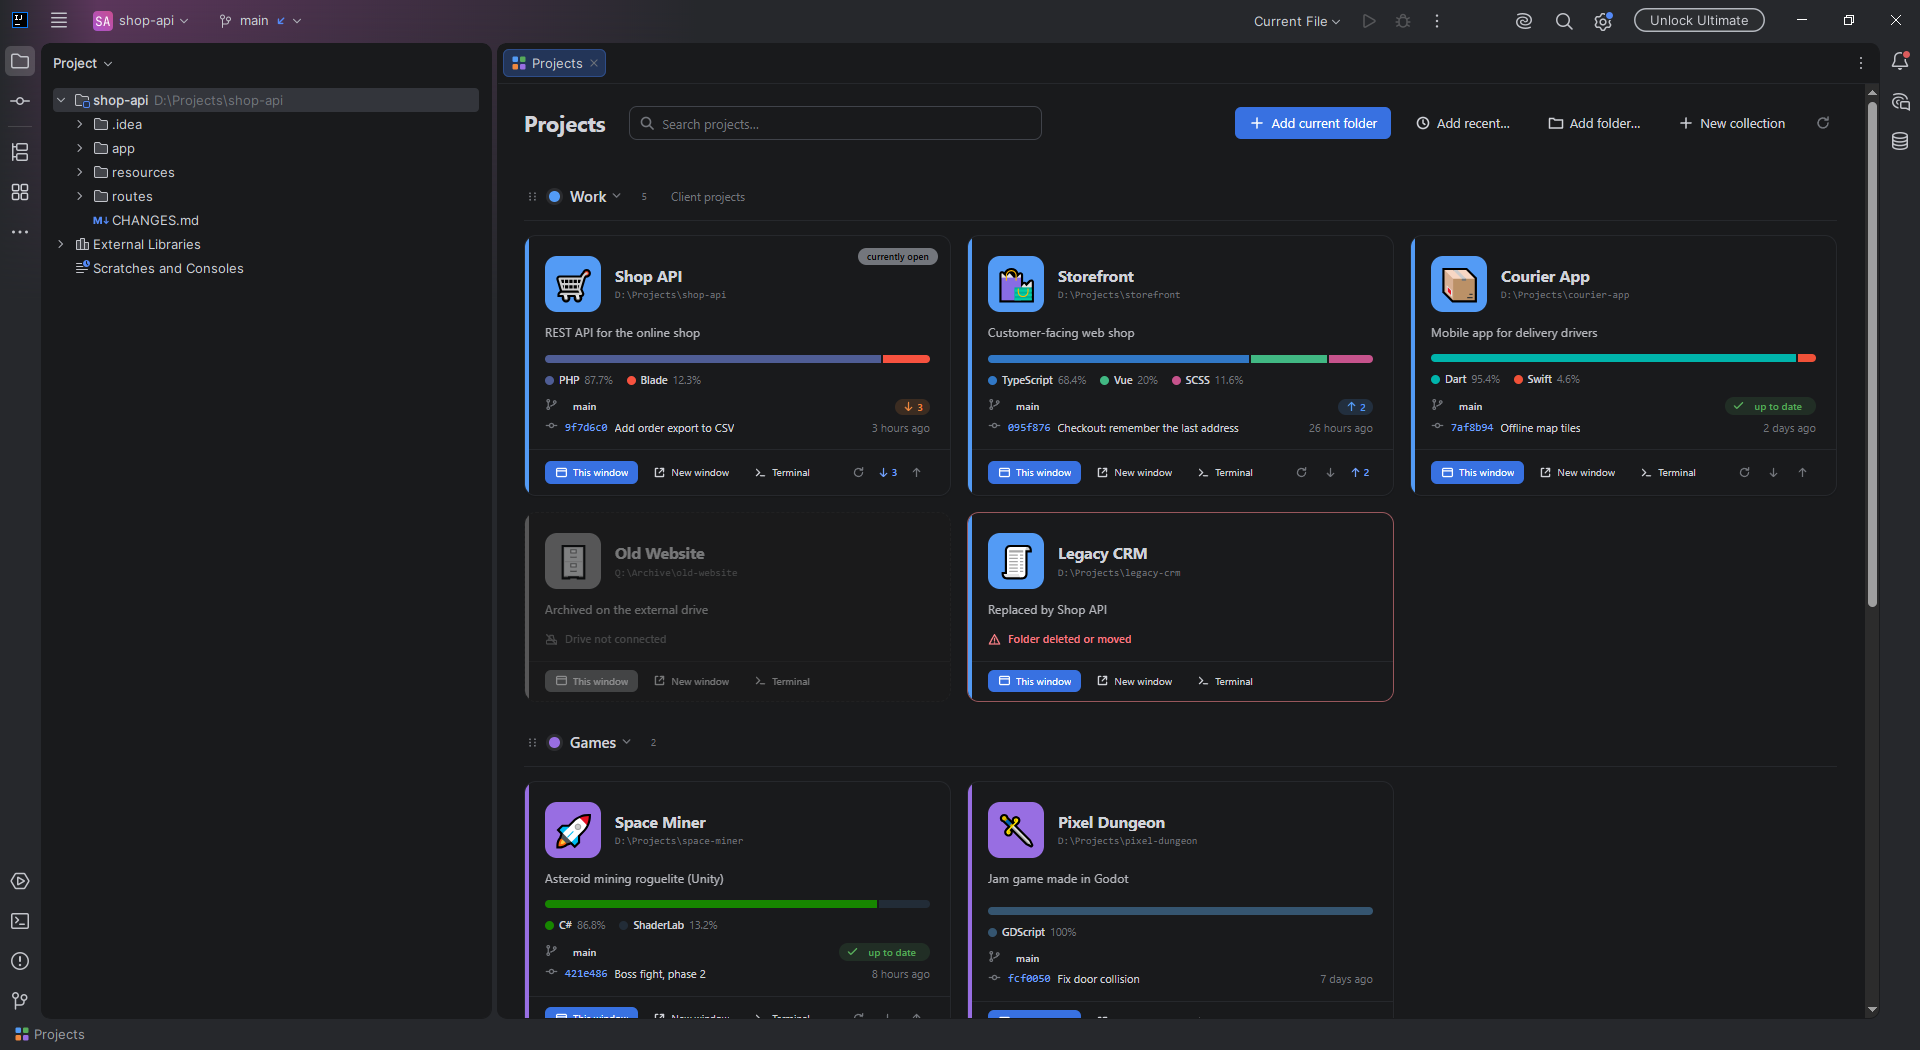 SA shop-api
main
Current File
Unlock Ultimate
Project
shop-api D:\Projects\shop-api
.idea
app
resources
routes
M↓ CHANGES.md
External Libraries
Scratches and Consoles
Projects
Projects
Search projects...
Add current folder
Add recent...
Add folder...
New collection
Work 5 Client projects
currently open
Shop API
D:\Projects\shop-api
REST API for the online shop
PHP 87.7% Blade 12.3%
main
3
9f7d6c0 Add order export to CSV 3 hours ago
This window New window Terminal 3
Storefront
D:\Projects\storefront
Customer-facing web shop
TypeScript 68.4% Vue 20% SCSS 11.6%
main
2
095f876 Checkout: remember the last address 26 hours ago
This window New window Terminal 2
Courier App
D:\Projects\courier-app
Mobile app for delivery drivers
Dart 95.4% Swift 4.6%
main
up to date
7af8b94 Offline map tiles 2 days ago
This window New window Terminal
Old Website
Q:\Archive\old-website
Archived on the external drive
Drive not connected
This window New window Terminal
Legacy CRM
D:\Projects\legacy-crm
Replaced by Shop API
Folder deleted or moved
This window New window Terminal
Games 2
Space Miner
D:\Projects\space-miner
Asteroid mining roguelite (Unity)
C# 86.8% ShaderLab 13.2%
main
up to date
421e486 Boss fight, phase 2 8 hours ago
This window New window Terminal
Pixel Dungeon
D:\Projects\pixel-dungeon
Jam game made in Godot
GDScript 100%
main
fcf0050 Fix door collision 7 days ago
Projects